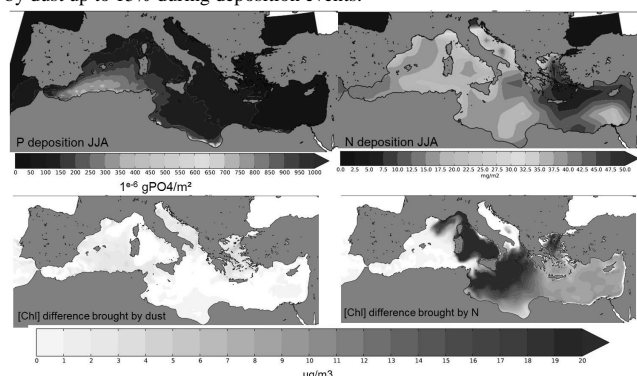 by dust up to 15% during deposition events.
P deposition JJA
N deposition JJA
0 50 100 150 200 250 300 350 400 450 500 550 600 650 700 750 800 850 900 950 1000
0.0 2.5 5.0 7.5 10.0 12.5 15.0 17.5 20.0 22.5 25.0 27.5 30.0 32.5 35.0 37.5 40.0 42.5 45.0 47.5 50.0
1e-6 gPO4/m²
mg/m2
[Chl] difference brought by dust
[Chl] difference brought by N
0 1 2 3 4 5 6 7 8 9 10 11 12 13 14 15 16 17 18 19 20
µg/m3